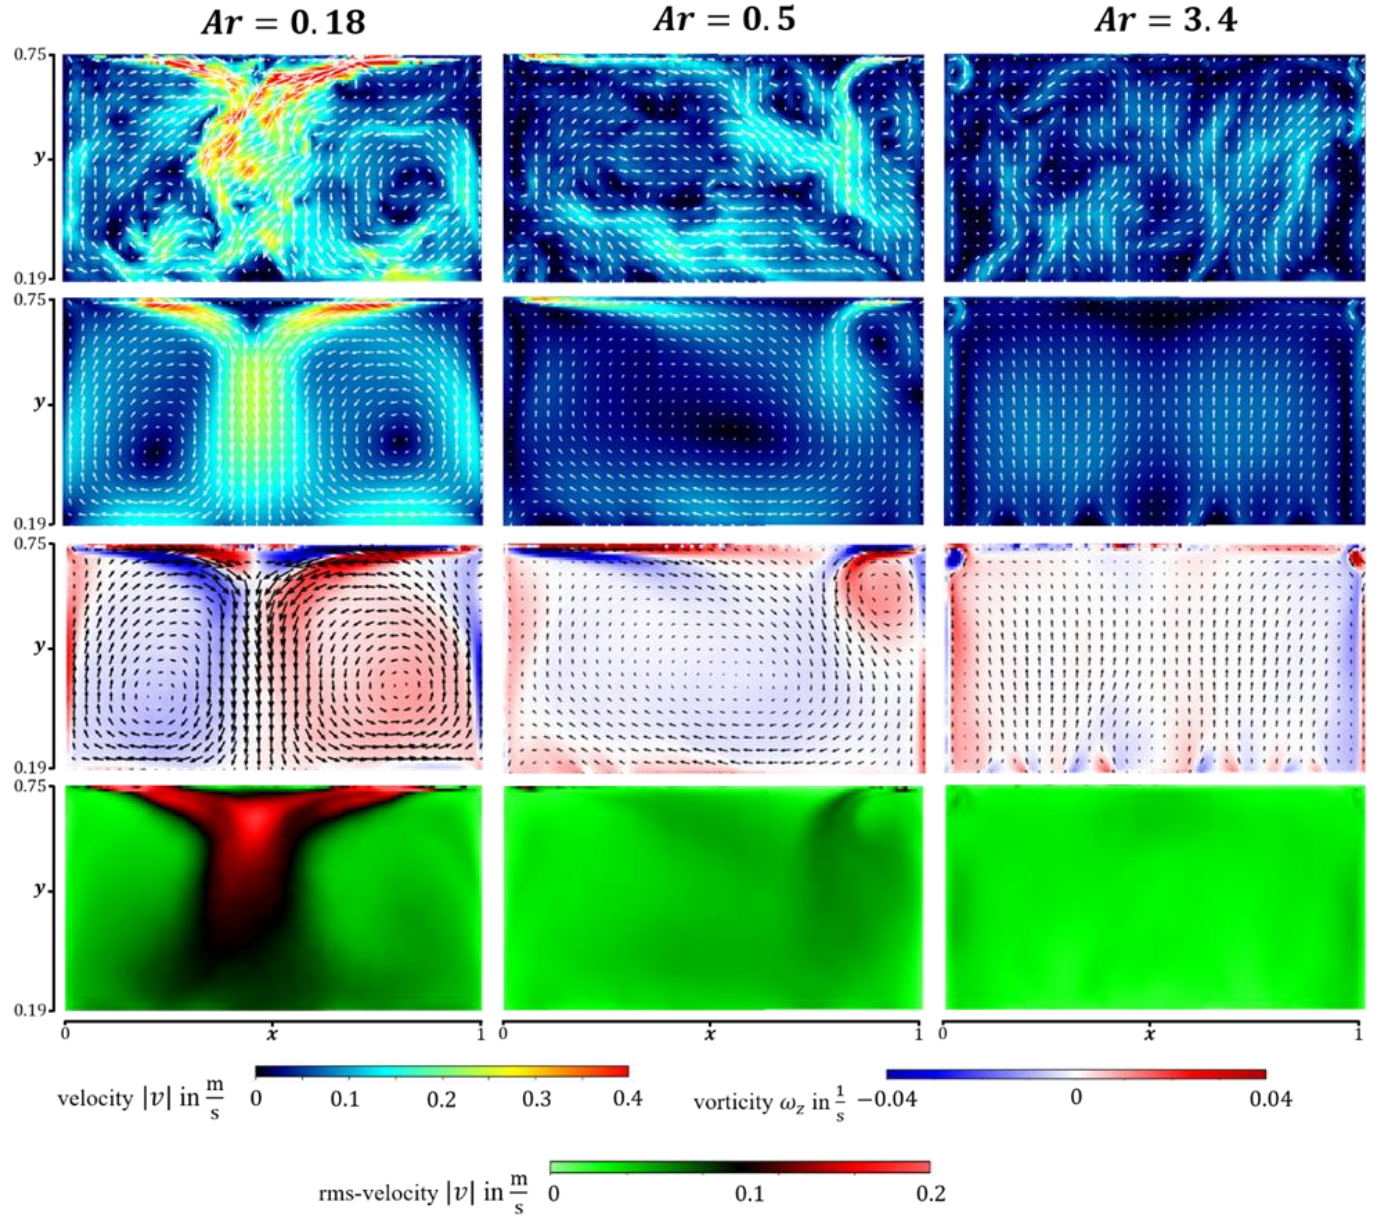 Ar = 0.18 Ar = 0.5 Ar = 3.4
0.75
y
0.19
0.75
y
0.19
0.75
y
0.19
0.75
y
0.19
0 x 1 0 x 1 0 x 1
velocity |v| in m/s 0 0.1 0.2 0.3 0.4
vorticity ω_z in 1/s −0.04 0 0.04
rms-velocity |v| in m/s 0 0.1 0.2